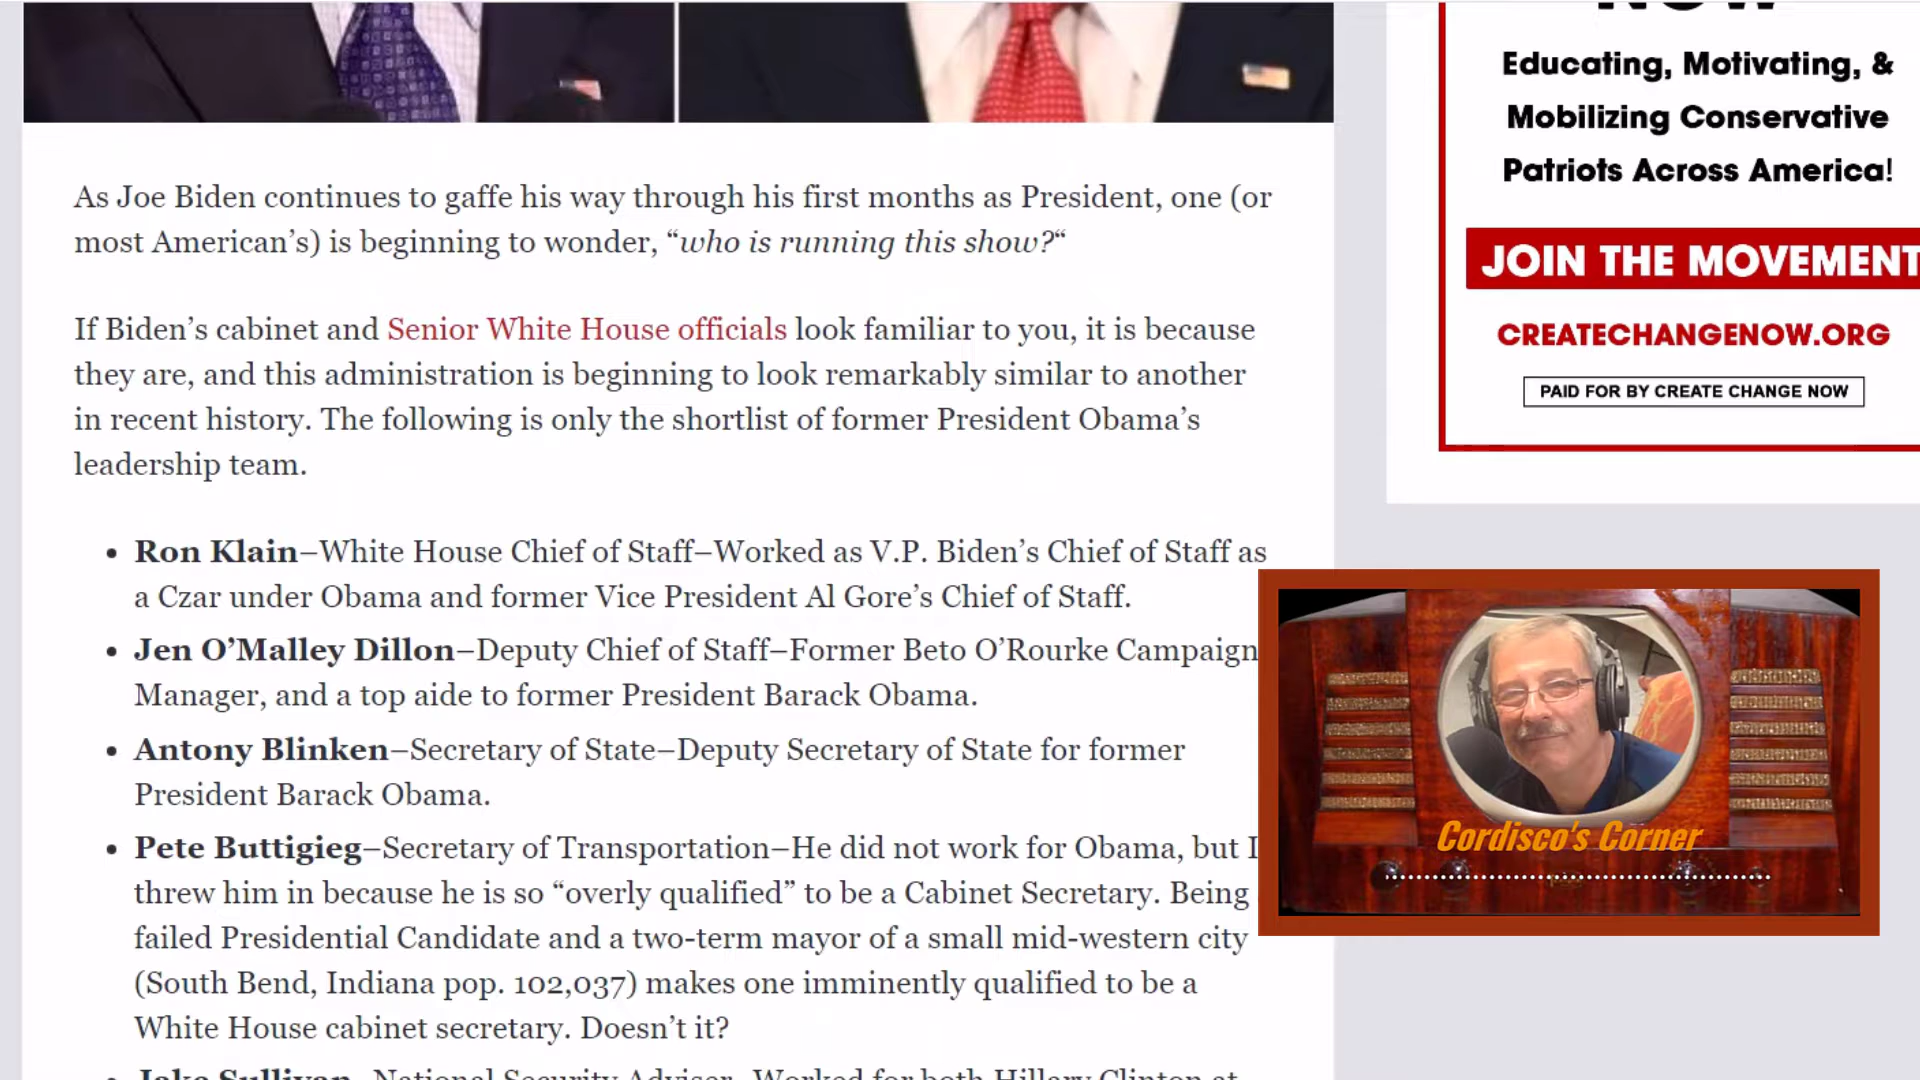 Educating, Motivating, &
Mobilizing Conservative
Patriots Across America!
JOIN THE MOVEMENT
CREATECHANGENOW.ORG
PAID FOR BY CREATE CHANGE NOW
As Joe Biden continues to gaffe his way through his first months as President, one (or
most American’s) is beginning to wonder, “who is running this show?“
If Biden’s cabinet and Senior White House officials look familiar to you, it is because
they are, and this administration is beginning to look remarkably similar to another
in recent history. The following is only the shortlist of former President Obama’s
leadership team.
• Ron Klain–White House Chief of Staff–Worked as V.P. Biden’s Chief of Staff as
a Czar under Obama and former Vice President Al Gore’s Chief of Staff.
• Jen O’Malley Dillon–Deputy Chief of Staff–Former Beto O’Rourke Campaign
Manager, and a top aide to former President Barack Obama.
• Antony Blinken–Secretary of State–Deputy Secretary of State for former
President Barack Obama.
• Pete Buttigieg–Secretary of Transportation–He did not work for Obama, but I
threw him in because he is so “overly qualified” to be a Cabinet Secretary. Being
failed Presidential Candidate and a two-term mayor of a small mid-western city
(South Bend, Indiana pop. 102,037) makes one imminently qualified to be a
White House cabinet secretary. Doesn’t it?
• Jake Sullivan–National Security Adviser–Worked for both Hillary Clinton at
Cordisco's Corner